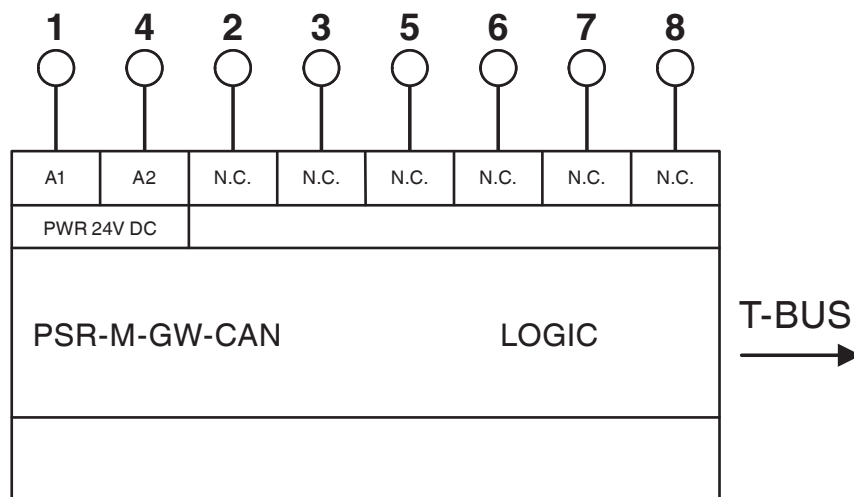 1 4 2 3 5 6 7 8
A1 A2 N.C. N.C. N.C. N.C. N.C. N.C.
PWR 24V DC
PSR-M-GW-CAN LOGIC
T-BUS